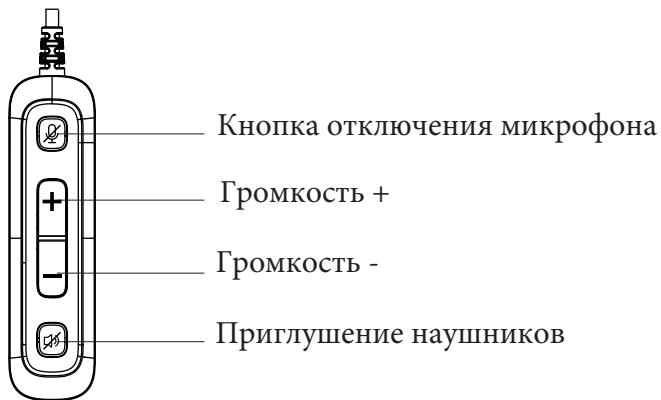 Кнопка отключения микрофона
Громкость +
Громкость -
Приглушение наушников